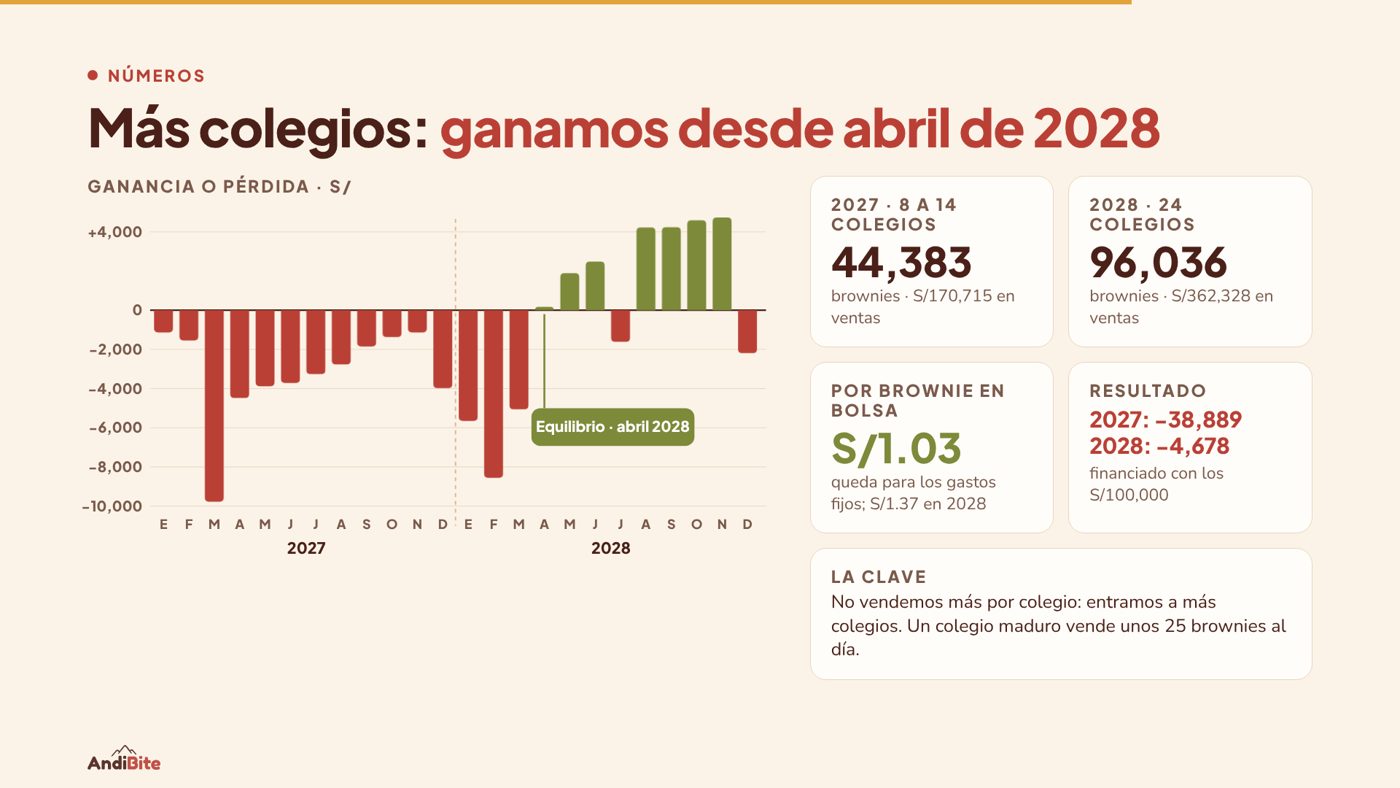 NÚMEROS
Más colegios: ganamos desde abril de 2028
GANANCIA O PÉRDIDA · S/
+4,000
0
−2,000
−4,000
−6,000
−8,000
−10,000
Equilibrio · abril 2028
E F M A M J J A S O N D E F M A M J J A S O N D
2027 2028
2027 · 8 A 14
COLEGIOS
44,383
brownies · S/170,715 en
ventas
2028 · 24
COLEGIOS
96,036
brownies · S/362,328 en
ventas
POR BROWNIE EN
BOLSA
S/1.03
queda para los gastos
fijos; S/1.37 en 2028
RESULTADO
2027: −38,889
2028: −4,678
financiado con los
S/100,000
LA CLAVE
No vendemos más por colegio: entramos a más
colegios. Un colegio maduro vende unos 25 brownies al
día.
AndiBite